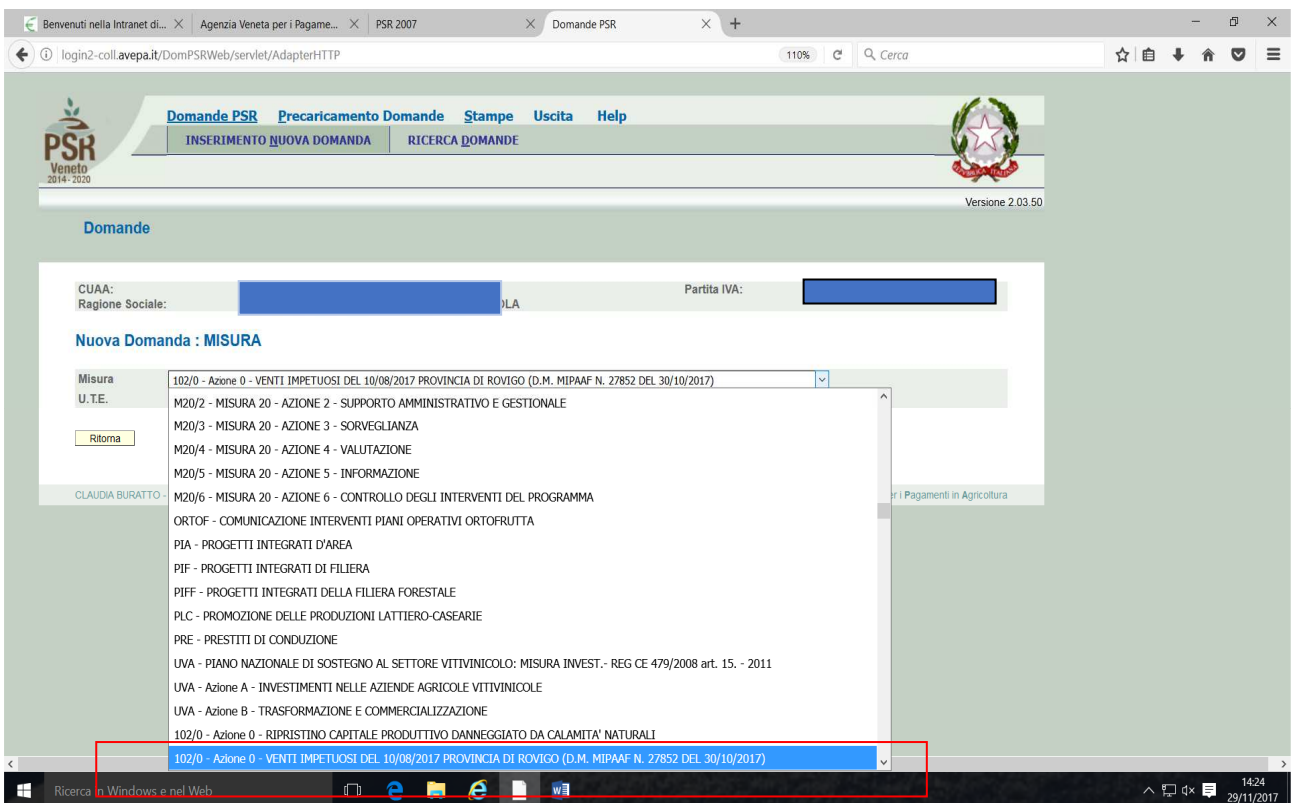 Benvenuti nella Intranet di... Agenzia Veneta per i Pagame... PSR 2007 Domande PSR
login2-coll.avepa.it/DomPSRWeb/servlet/AdapterHTTP 110% Cerca
Domande PSR Precaricamento Domande Stampe Uscita Help
INSERIMENTO NUOVA DOMANDA RICERCA DOMANDE
PSR
Veneto
2014-2020
REPVBBLICA ITALIANA
Versione 2.03.50
Domande
CUAA: Partita IVA:
Ragione Sociale: OLA
Nuova Domanda : MISURA
Misura 102/0 - Azione 0 - VENTI IMPETUOSI DEL 10/08/2017 PROVINCIA DI ROVIGO (D.M. MIPAAF N. 27852 DEL 30/10/2017)
U.T.E.
M20/2 - MISURA 20 - AZIONE 2 - SUPPORTO AMMINISTRATIVO E GESTIONALE
M20/3 - MISURA 20 - AZIONE 3 - SORVEGLIANZA
Ritorna
M20/4 - MISURA 20 - AZIONE 4 - VALUTAZIONE
M20/5 - MISURA 20 - AZIONE 5 - INFORMAZIONE
CLAUDIA BURATTO - M20/6 - MISURA 20 - AZIONE 6 - CONTROLLO DEGLI INTERVENTI DEL PROGRAMMA er i Pagamenti in Agricoltura
ORTOF - COMUNICAZIONE INTERVENTI PIANI OPERATIVI ORTOFRUTTA
PIA - PROGETTI INTEGRATI D'AREA
PIF - PROGETTI INTEGRATI DI FILIERA
PIFF - PROGETTI INTEGRATI DELLA FILIERA FORESTALE
PLC - PROMOZIONE DELLE PRODUZIONI LATTIERO-CASEARIE
PRE - PRESTITI DI CONDUZIONE
UVA - PIANO NAZIONALE DI SOSTEGNO AL SETTORE VITIVINICOLO: MISURA INVEST.- REG CE 479/2008 art. 15. - 2011
UVA - Azione A - INVESTIMENTI NELLE AZIENDE AGRICOLE VITIVINICOLE
UVA - Azione B - TRASFORMAZIONE E COMMERCIALIZZAZIONE
102/0 - Azione 0 - RIPRISTINO CAPITALE PRODUTTIVO DANNEGGIATO DA CALAMITA' NATURALI
102/0 - Azione 0 - VENTI IMPETUOSI DEL 10/08/2017 PROVINCIA DI ROVIGO (D.M. MIPAAF N. 27852 DEL 30/10/2017)
Ricerca in Windows e nel Web 14:24
29/11/2017